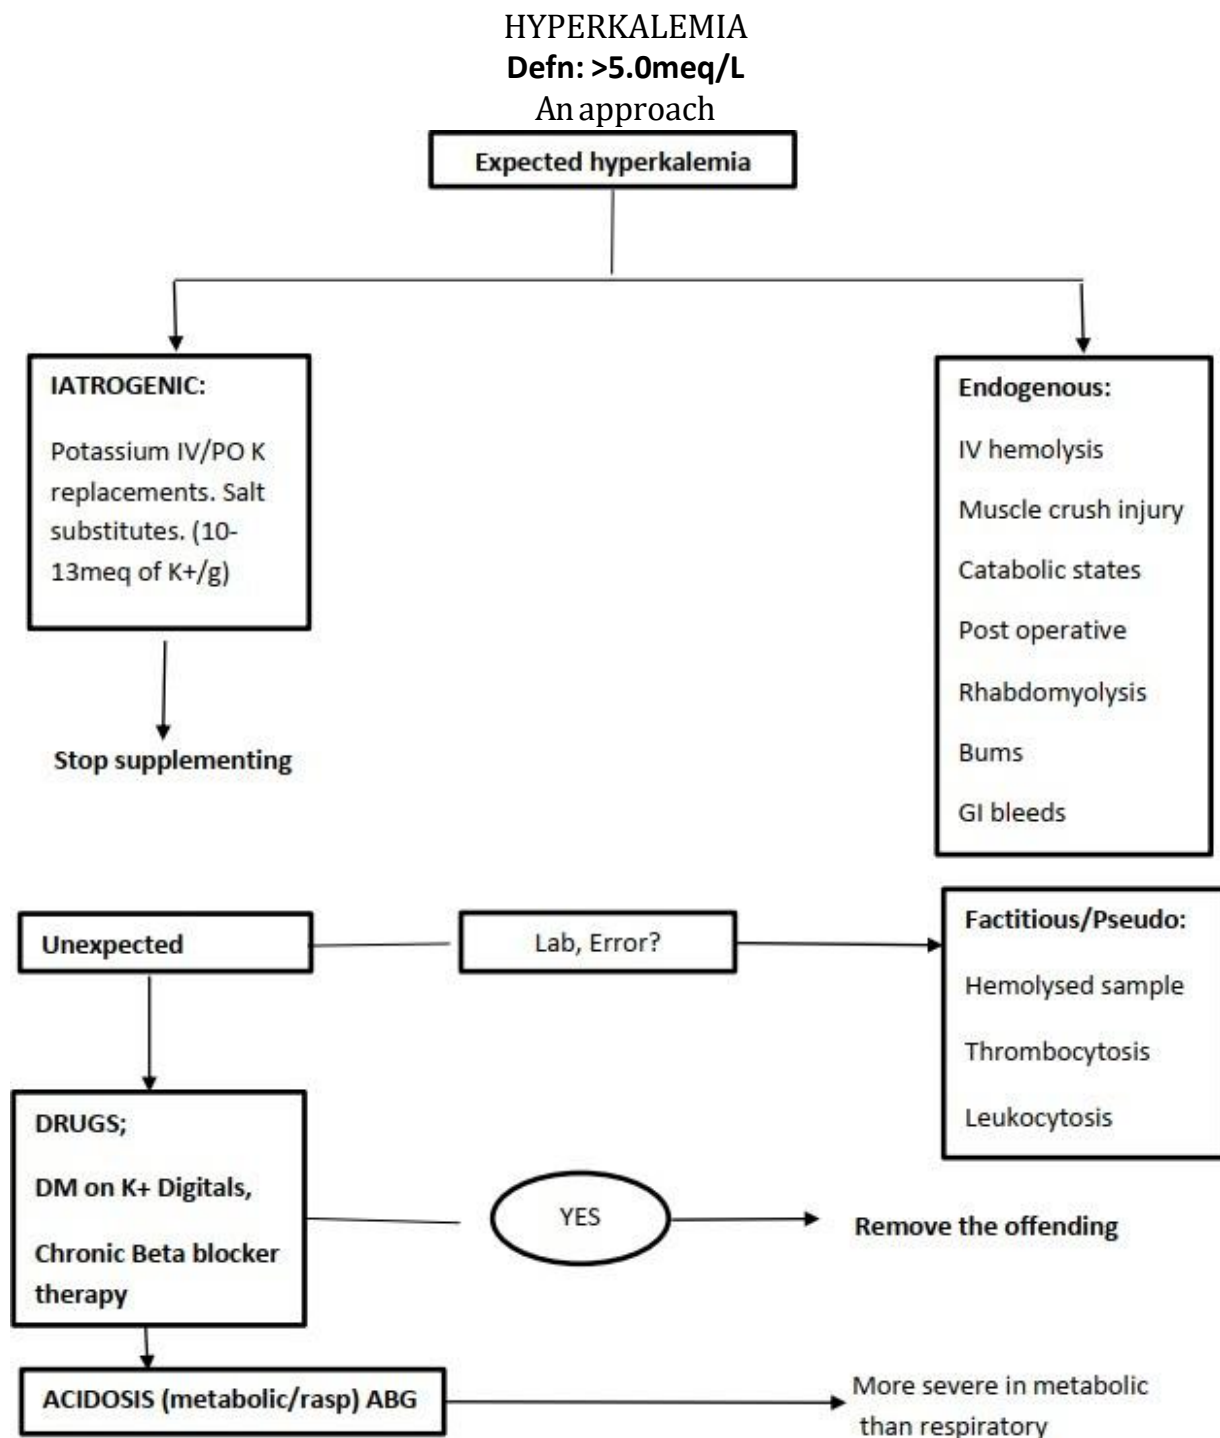 HYPERKALEMIA
Defn: >5.0meq/L
An approach
Expected hyperkalemia
IATROGENIC:
Potassium IV/PO K
replacements. Salt
substitutes. (10-
13meq of K+/g)
Stop supplementing
Endogenous:
IV hemolysis
Muscle crush injury
Catabolic states
Post operative
Rhabdomyolysis
Bums
GI bleeds
Unexpected
Lab, Error?
Factitious/Pseudo:
Hemolysed sample
Thrombocytosis
Leukocytosis
DRUGS;
DM on K+ Digitals,
Chronic Beta blocker
therapy
YES
Remove the offending
ACIDOSIS (metabolic/rasp) ABG
More severe in metabolic
than respiratory